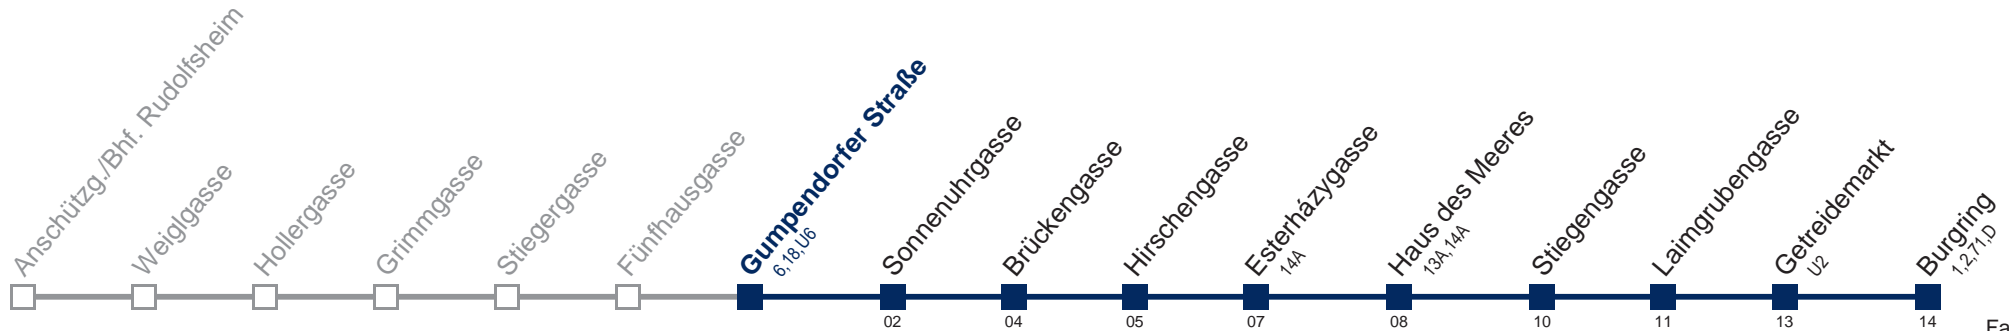 Anschützg./Bhf. Rudolfsheim
Weiglgasse
Hollergasse
Grimmgasse
Stiegergasse
Fünfhausgasse
Gumpendorfer Straße
6,18,U6
Sonnenuhrgasse
02
Brückengasse
04
Hirschengasse
05
Esterházygasse
14A
07
Haus des Meeres
13A,14A
08
Stiegengasse
10
Laimgrubengasse
11
Getreidemarkt
U2
13
Burgring
1,2,71,D
14